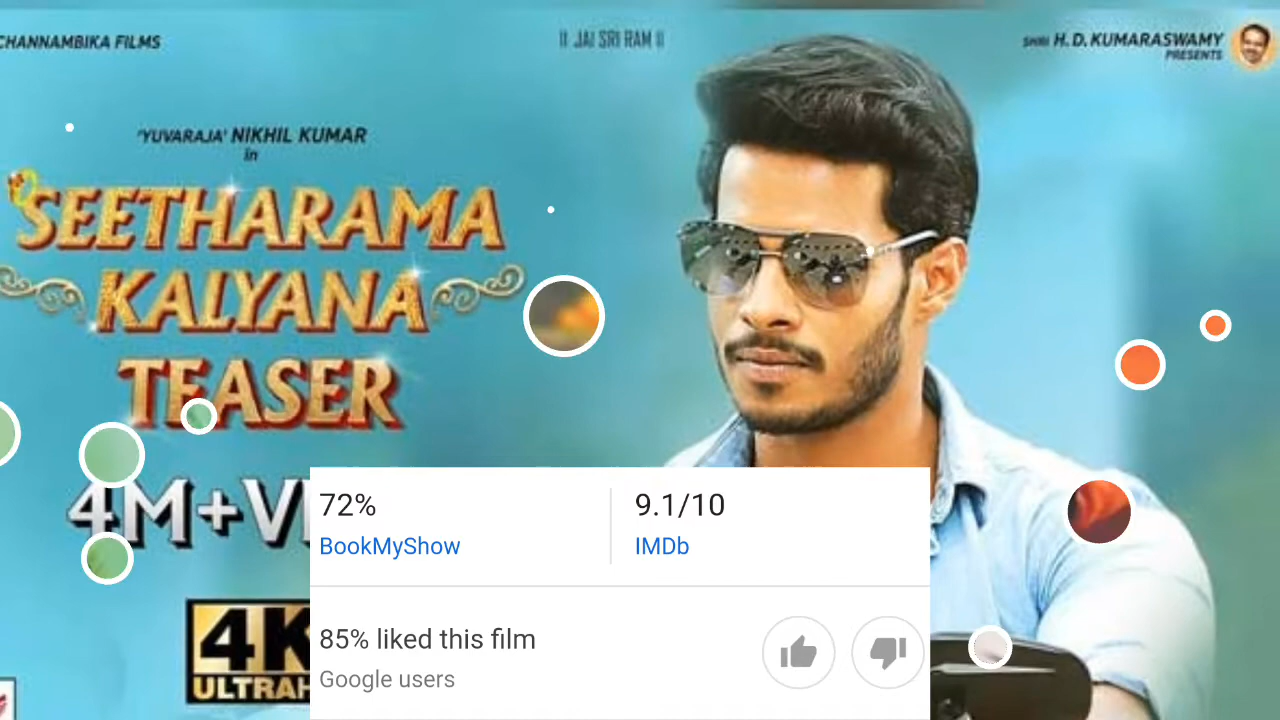 CHANNAMBIKA FILMS
II JAI SRI RAM II
SHRI H.D.KUMARASWAMY
PRESENTS
'YUVARAJA' NIKHIL KUMAR
in
SEETHARAMA
KALYANA
TEASER
4M+VI
4K
ULTRAH
72%
BookMyShow
9.1/10
IMDb
85% liked this film
Google users